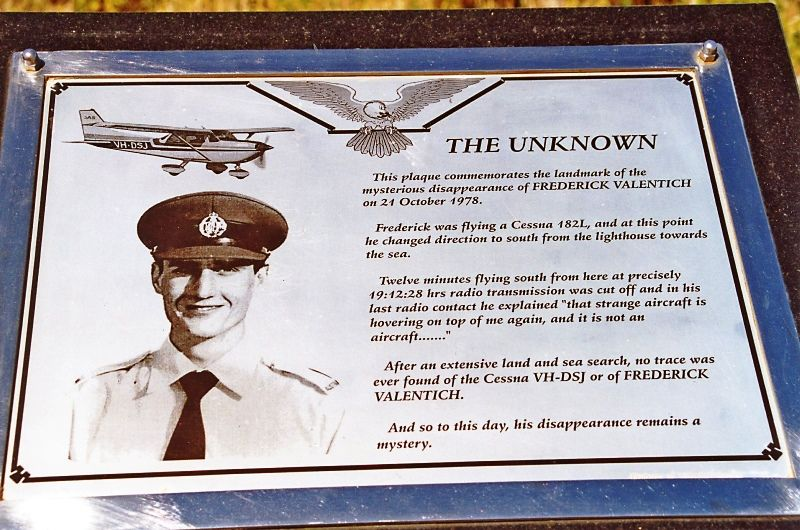 THE UNKNOWN
This plaque commemorates the landmark of the
mysterious disappearance of FREDERICK VALENTICH
on 21 October 1978.
Frederick was flying a Cessna 182L, and at this point
he changed direction to south from the lighthouse towards
the sea.
Twelve minutes flying south from here at precisely
19:12:28 hrs radio transmission was cut off and in his
last radio contact he explained "that strange aircraft is
hovering on top of me again, and it is not an
aircraft......."
After an extensive land and sea search, no trace was
ever found of the Cessna VH-DSJ or of FREDERICK
VALENTICH.
And so to this day, his disappearance remains a
mystery.
VH-DSJ